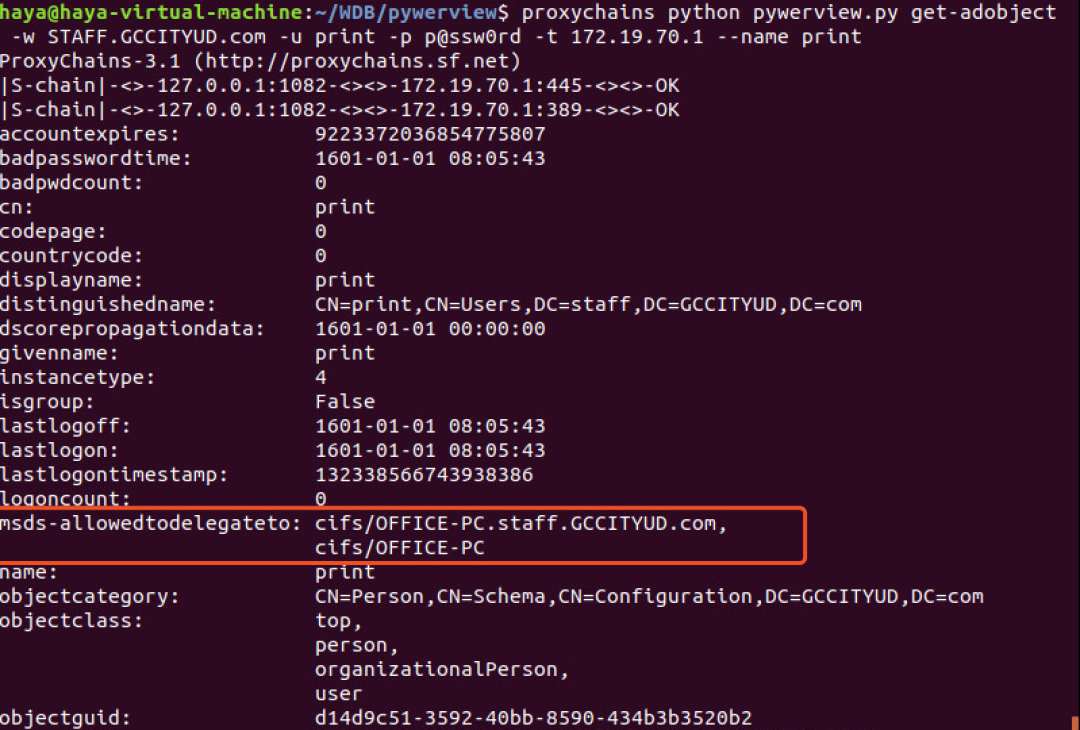 haya@haya-virtual-machine:~/WDB/pywerview$ proxychains python pywerview.py get-adobject
-w STAFF.GCCITYUD.com -u print -p p@ssw0rd -t 172.19.70.1 --name print
ProxyChains-3.1 (http://proxychains.sf.net)
|S-chain|-<>-127.0.0.1:1082-<><>-172.19.70.1:445-<><>-OK
|S-chain|-<>-127.0.0.1:1082-<><>-172.19.70.1:389-<><>-OK
accountexpires: 9223372036854775807
badpasswordtime: 1601-01-01 08:05:43
badpwdcount: 0
cn: print
codepage: 0
countrycode: 0
displayname: print
distinguishedname: CN=print,CN=Users,DC=staff,DC=GCCITYUD,DC=com
dscorepropagationdata: 1601-01-01 00:00:00
givenname: print
instancetype: 4
isgroup: False
lastlogoff: 1601-01-01 08:05:43
lastlogon: 1601-01-01 08:05:43
lastlogontimestamp: 132338566743938386
logoncount: 0
msds-allowedtodelegateto: cifs/OFFICE-PC.staff.GCCITYUD.com,
cifs/OFFICE-PC
name: print
objectcategory: CN=Person,CN=Schema,CN=Configuration,DC=GCCITYUD,DC=com
objectclass: top,
person,
organizationalPerson,
user
objectguid: d14d9c51-3592-40bb-8590-434b3b3520b2